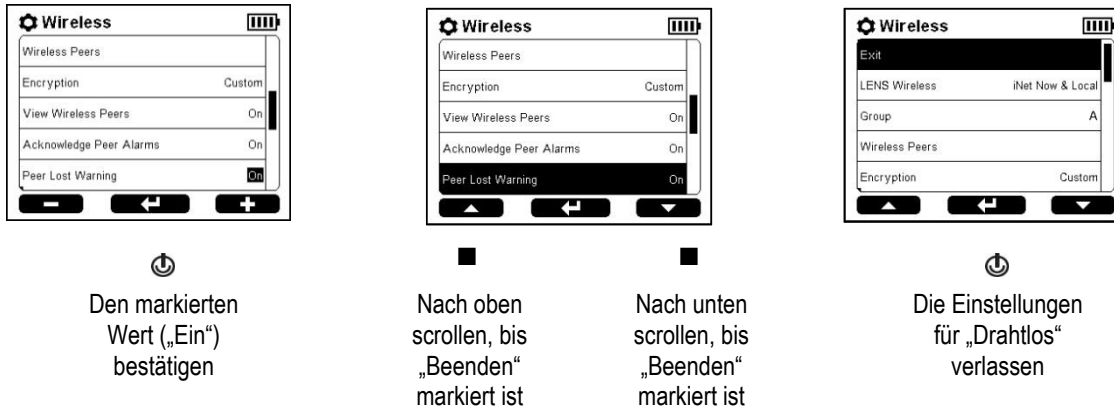 Wireless
Wireless Peers
Encryption Custom
View Wireless Peers On
Acknowledge Peer Alarms On
Peer Lost Warning On
Den markierten
Wert („Ein“)
bestätigen
Wireless
Wireless Peers
Encryption Custom
View Wireless Peers On
Acknowledge Peer Alarms On
Peer Lost Warning On
Nach oben
scrollen, bis
„Beenden“
markiert ist
Nach unten
scrollen, bis
„Beenden“
markiert ist
Wireless
Exit
LENS Wireless iNet Now & Local
Group A
Wireless Peers
Encryption Custom
Die Einstellungen
für „Drahtlos“
verlassen